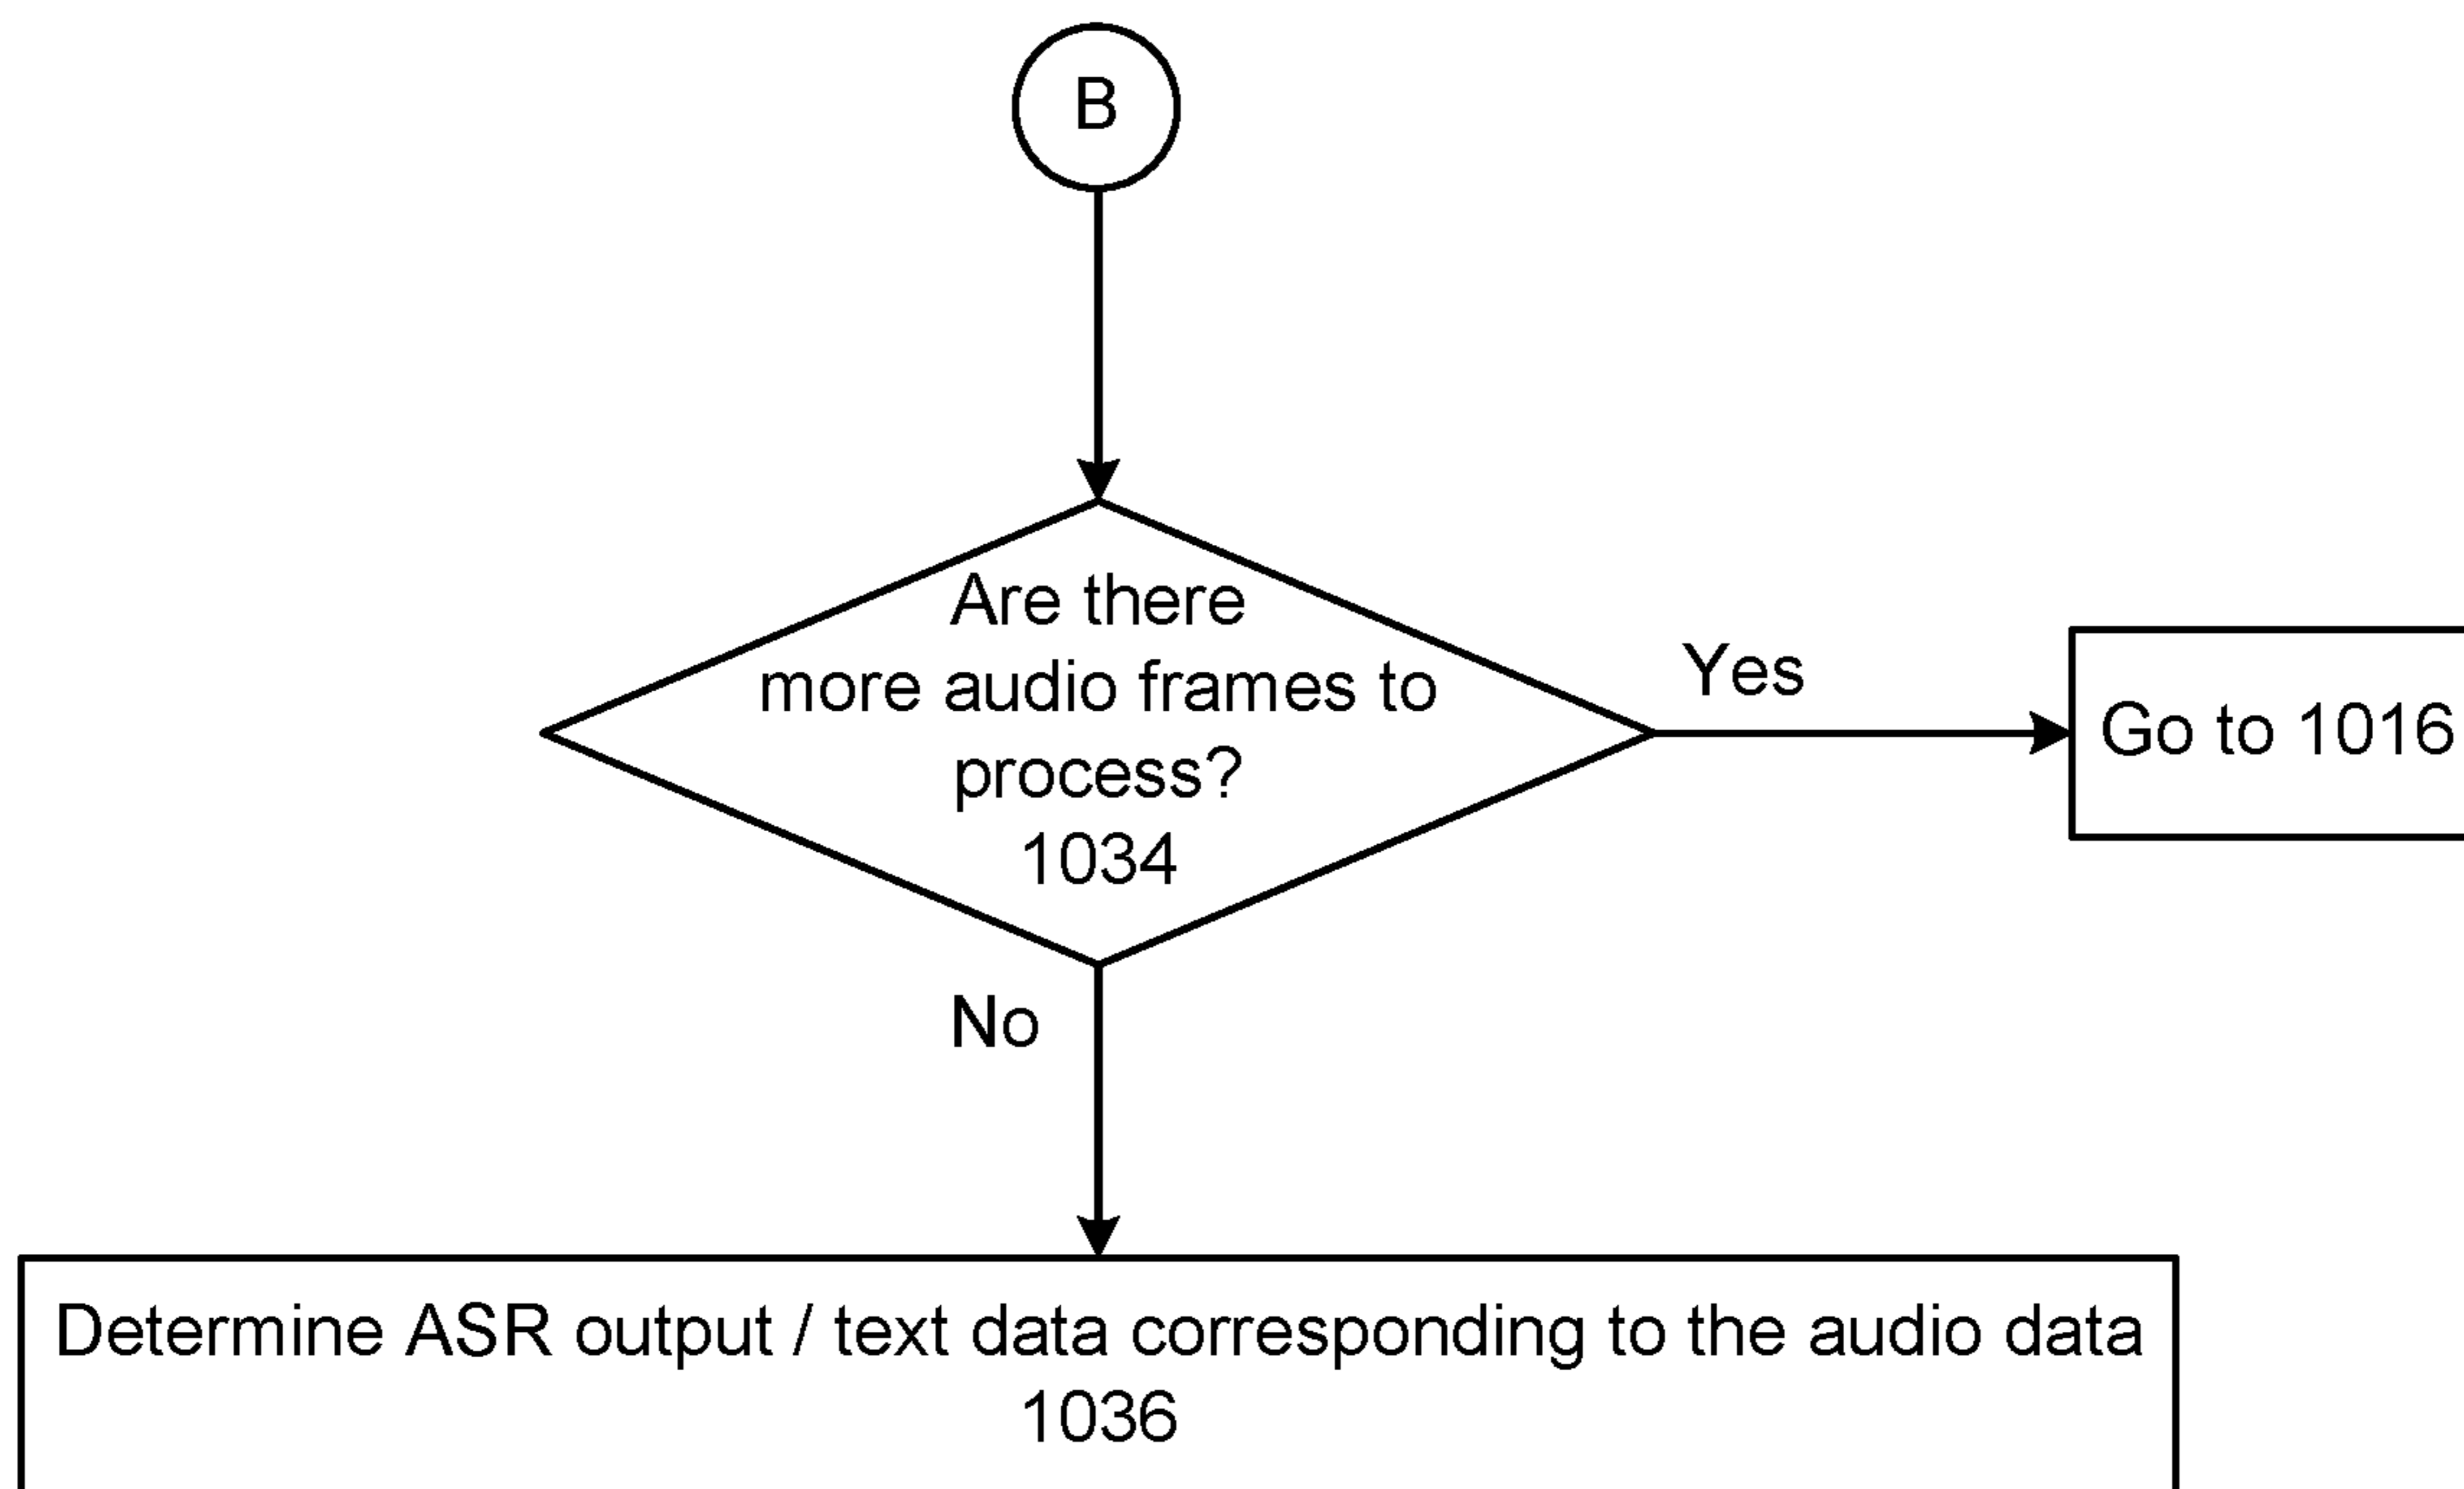 B
Are there
more audio frames to
process?
1034
Yes
Go to 1016
No
Determine ASR output / text data corresponding to the audio data
1036